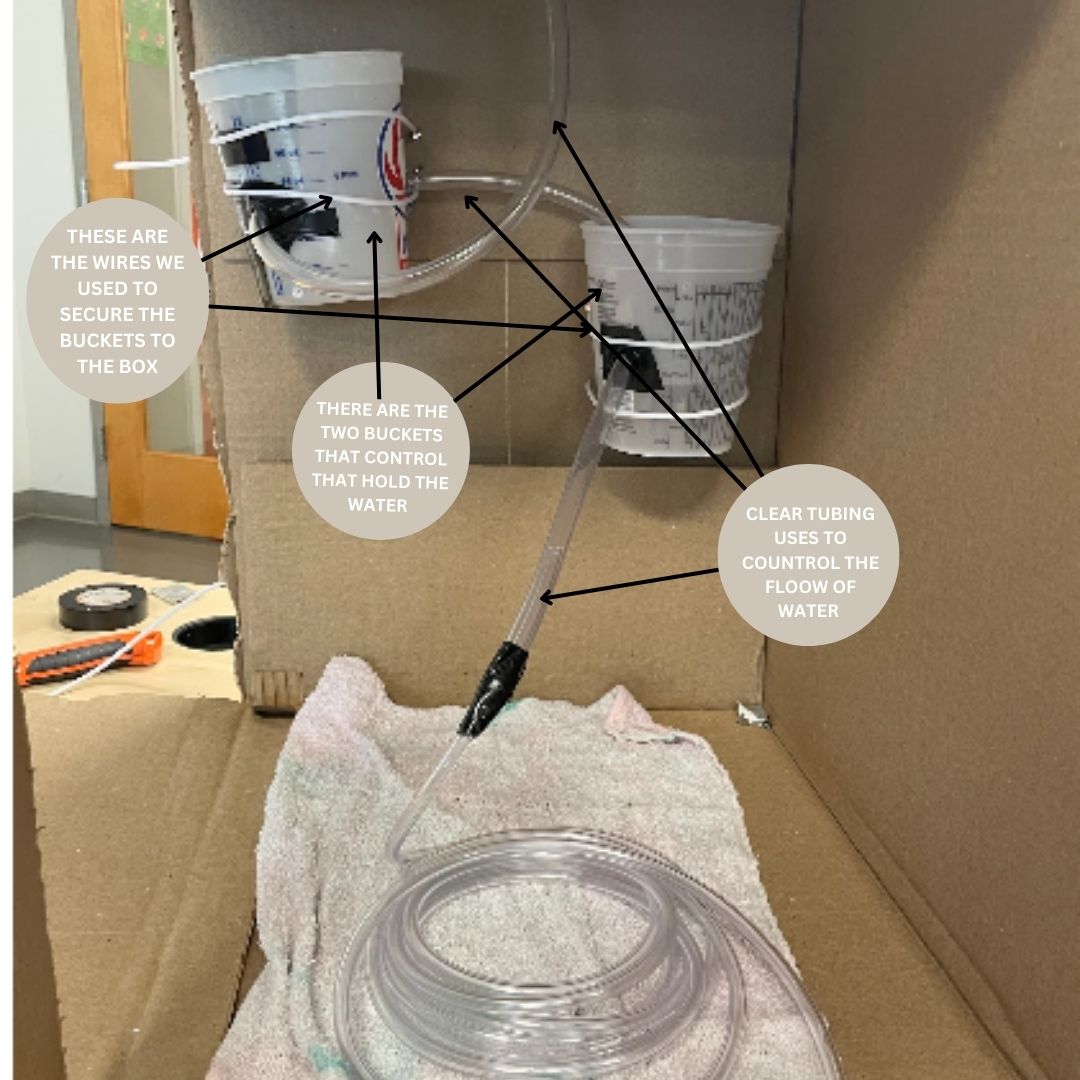 THESE ARE
THE WIRES WE
USED TO
SECURE THE
BUCKETS TO
THE BOX
THERE ARE THE
TWO BUCKETS
THAT CONTROL
THAT HOLD THE
WATER
CLEAR TUBING
USES TO
COUNTROL THE
FLOOW OF
WATER